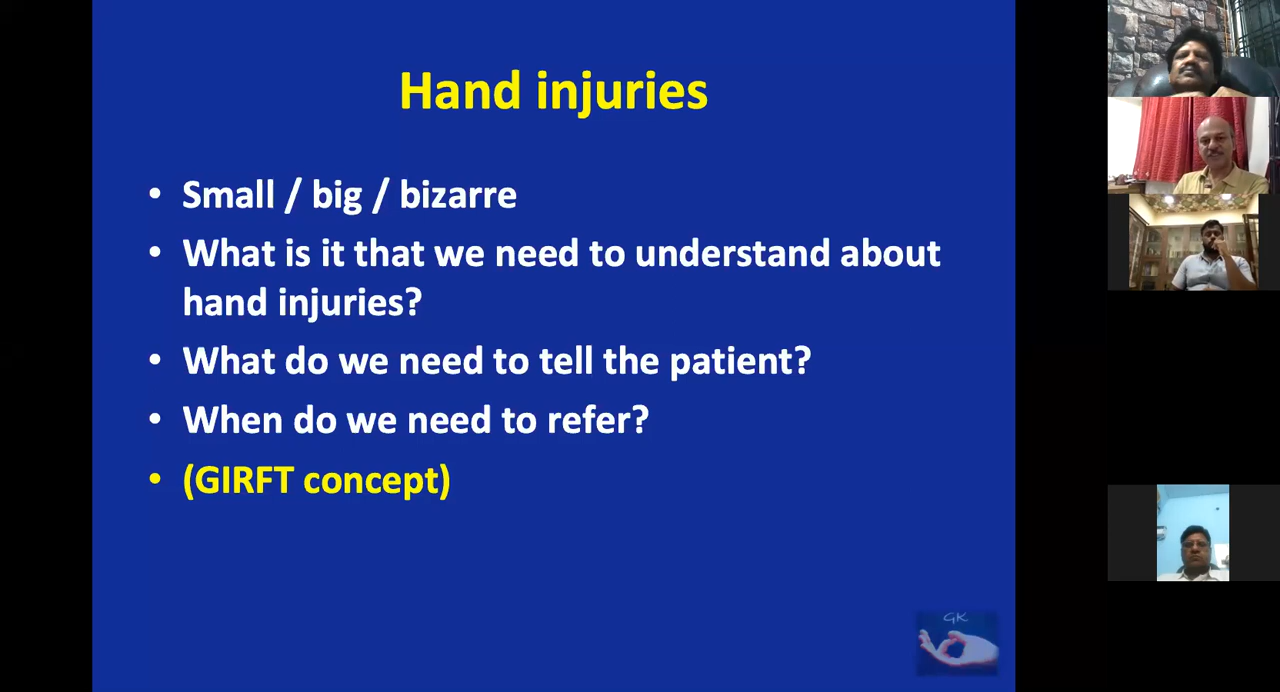 Hand injuries
• Small / big / bizarre
• What is it that we need to understand about
hand injuries?
• What do we need to tell the patient?
• When do we need to refer?
• (GIRFT concept)
GK